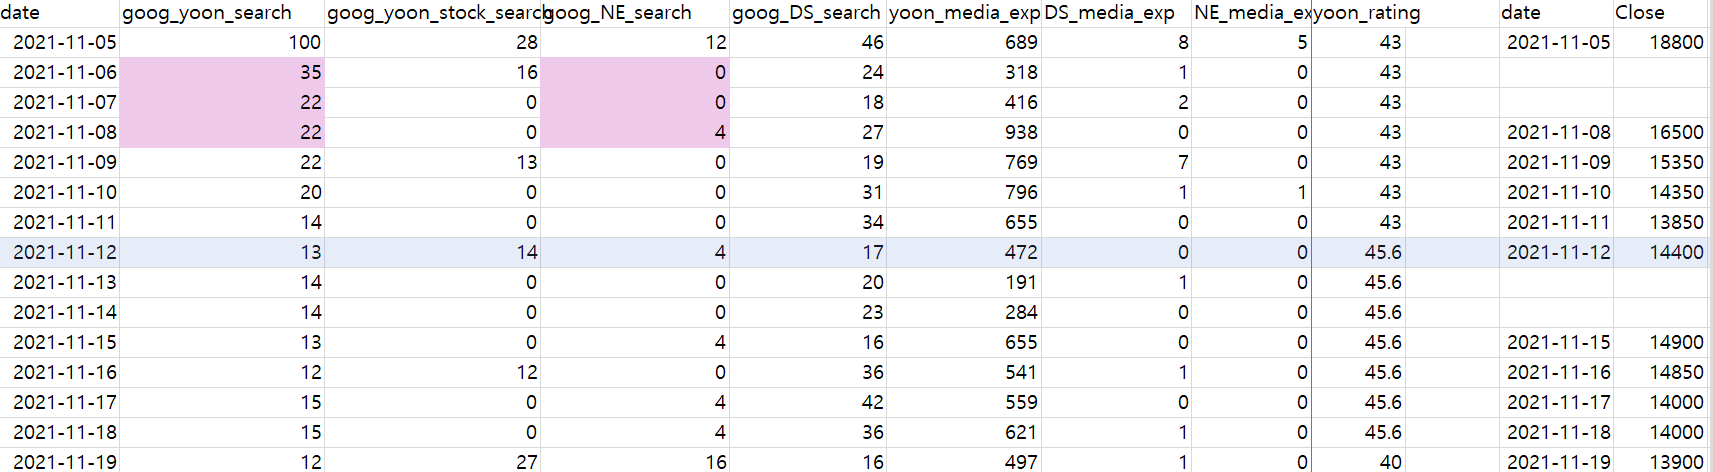 date goog_yoon_search goog_yoon_stock_search goog_NE_search goog_DS_search yoon_media_exp DS_media_exp NE_media_ex yoon_rating date Close
2021-11-05 100 28 12 46 689 8 5 43 2021-11-05 18800
2021-11-06 35 16 0 24 318 1 0 43
2021-11-07 22 0 0 18 416 2 0 43
2021-11-08 22 0 4 27 938 0 0 43 2021-11-08 16500
2021-11-09 22 13 0 19 769 7 0 43 2021-11-09 15350
2021-11-10 20 0 0 31 796 1 1 43 2021-11-10 14350
2021-11-11 14 0 0 34 655 0 0 43 2021-11-11 13850
2021-11-12 13 14 4 17 472 0 0 45.6 2021-11-12 14400
2021-11-13 14 0 0 20 191 1 0 45.6
2021-11-14 14 0 0 23 284 0 0 45.6
2021-11-15 13 0 4 16 655 0 0 45.6 2021-11-15 14900
2021-11-16 12 12 0 36 541 1 0 45.6 2021-11-16 14850
2021-11-17 15 0 4 42 559 0 0 45.6 2021-11-17 14000
2021-11-18 15 0 4 36 621 1 0 45.6 2021-11-18 14000
2021-11-19 12 27 16 16 497 1 0 40 2021-11-19 13900